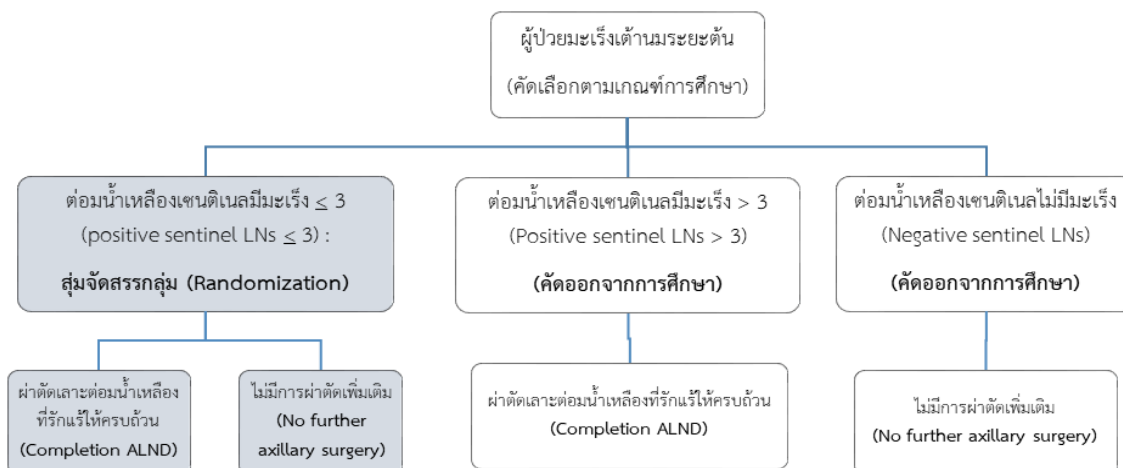 ผู้ป่วยมะเร็งเต้านมระยะต้น
(คัดเลือกตามเกณฑ์การศึกษา)
ต่อมน้ำเหลืองเซนติเนลมีมะเร็ง ≤ 3
(positive sentinel LNs ≤ 3) :
สุ่มจัดสรรกลุ่ม (Randomization)
ต่อมน้ำเหลืองเซนติเนลมีมะเร็ง > 3
(Positive sentinel LNs > 3)
(คัดออกจากการศึกษา)
ต่อมน้ำเหลืองเซนติเนลไม่มีมะเร็ง
(Negative sentinel LNs)
(คัดออกจากการศึกษา)
ผ่าตัดเลาะต่อมน้ำเหลือง
ที่รักแร้ให้ครบถ้วน
(Completion ALND)
ไม่มีการผ่าตัดเพิ่มเติม
(No further
axillary surgery)
ผ่าตัดเลาะต่อมน้ำเหลืองที่รักแร้ให้ครบถ้วน
(Completion ALND)
ไม่มีการผ่าตัดเพิ่มเติม
(No further axillary surgery)